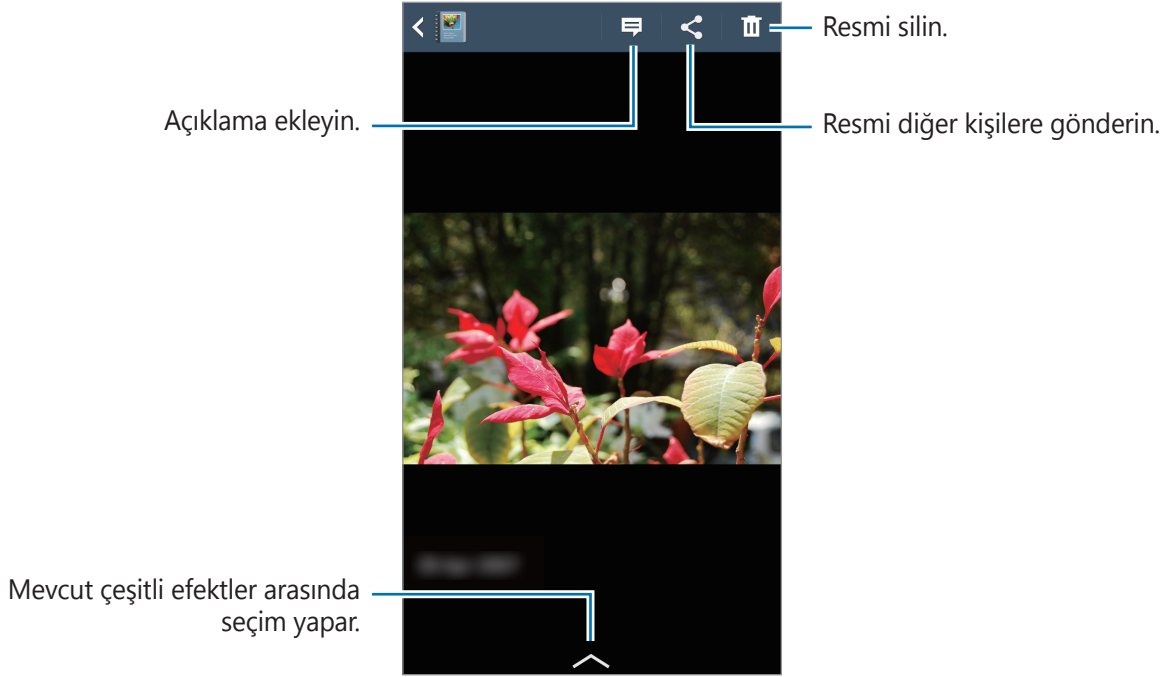 Resmi silin.
Açıklama ekleyin.
Resmi diğer kişilere gönderin.
Mevcut çeşitli efektler arasında
seçim yapar.